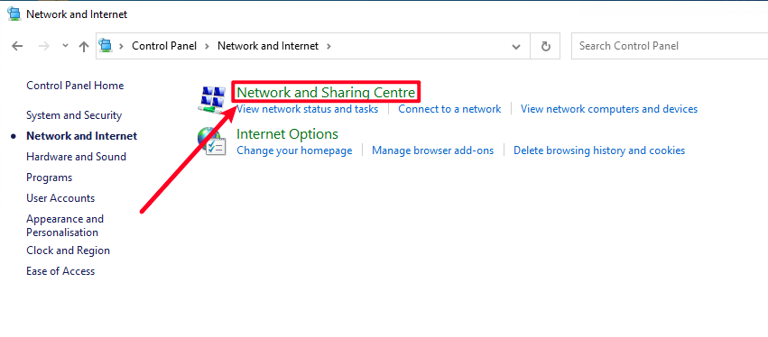 Network and Internet
Control Panel > Network and Internet >
Search Control Panel
Control Panel Home
System and Security
Network and Internet
Hardware and Sound
Programs
User Accounts
Appearance and
Personalisation
Clock and Region
Ease of Access
Network and Sharing Centre
View network status and tasks | Connect to a network | View network computers and devices
Internet Options
Change your homepage | Manage browser add-ons | Delete browsing history and cookies